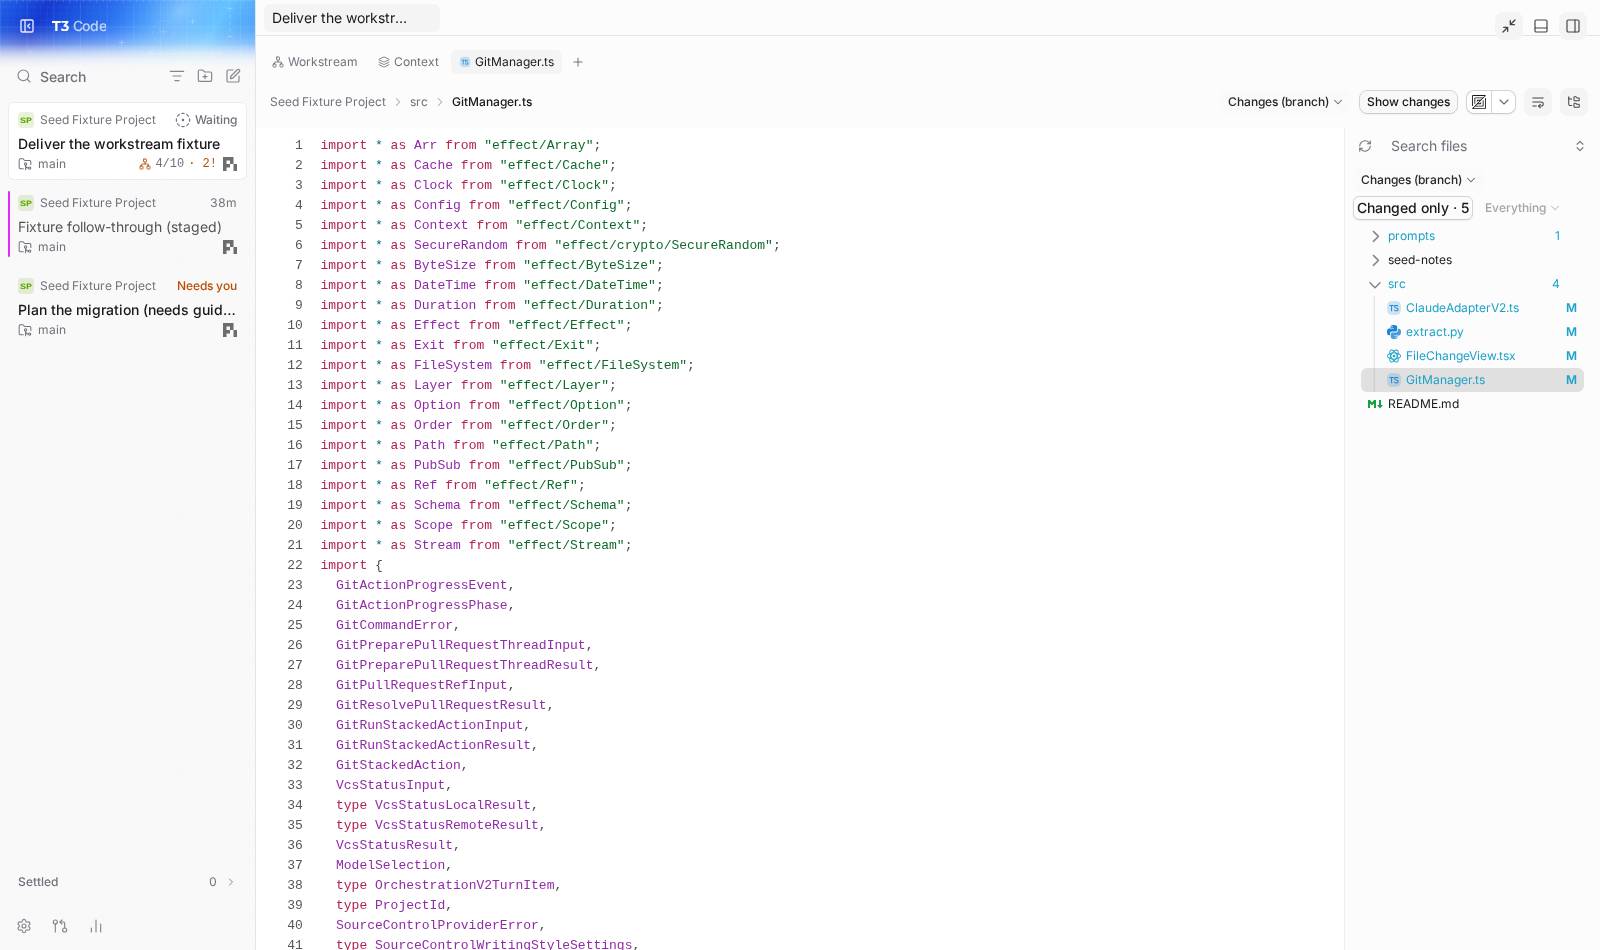 T3 Code
Search
SP Seed Fixture Project Waiting
Deliver the workstream fixture
main 4/10 · 2!
SP Seed Fixture Project 38m
Fixture follow-through (staged)
main
SP Seed Fixture Project Needs you
Plan the migration (needs guid...
main
Settled 0
Deliver the workstr...
Workstream Context TS GitManager.ts
Seed Fixture Project src GitManager.ts
Changes (branch) Show changes
1 import * as Arr from "effect/Array";
2 import * as Cache from "effect/Cache";
3 import * as Clock from "effect/Clock";
4 import * as Config from "effect/Config";
5 import * as Context from "effect/Context";
6 import * as SecureRandom from "effect/crypto/SecureRandom";
7 import * as ByteSize from "effect/ByteSize";
8 import * as DateTime from "effect/DateTime";
9 import * as Duration from "effect/Duration";
10 import * as Effect from "effect/Effect";
11 import * as Exit from "effect/Exit";
12 import * as FileSystem from "effect/FileSystem";
13 import * as Layer from "effect/Layer";
14 import * as Option from "effect/Option";
15 import * as Order from "effect/Order";
16 import * as Path from "effect/Path";
17 import * as PubSub from "effect/PubSub";
18 import * as Ref from "effect/Ref";
19 import * as Schema from "effect/Schema";
20 import * as Scope from "effect/Scope";
21 import * as Stream from "effect/Stream";
22 import {
23 GitActionProgressEvent,
24 GitActionProgressPhase,
25 GitCommandError,
26 GitPreparePullRequestThreadInput,
27 GitPreparePullRequestThreadResult,
28 GitPullRequestRefInput,
29 GitResolvePullRequestResult,
30 GitRunStackedActionInput,
31 GitRunStackedActionResult,
32 GitStackedAction,
33 VcsStatusInput,
34 type VcsStatusLocalResult,
35 type VcsStatusRemoteResult,
36 VcsStatusResult,
37 ModelSelection,
38 type OrchestrationV2TurnItem,
39 type ProjectId,
40 SourceControlProviderError,
41 type SourceControlWritingStyleSettings,
Search files
Changes (branch)
Changed only · 5 Everything
prompts 1
seed-notes
src 4
TS ClaudeAdapterV2.ts M
extract.py M
FileChangeView.tsx M
TS GitManager.ts M
README.md